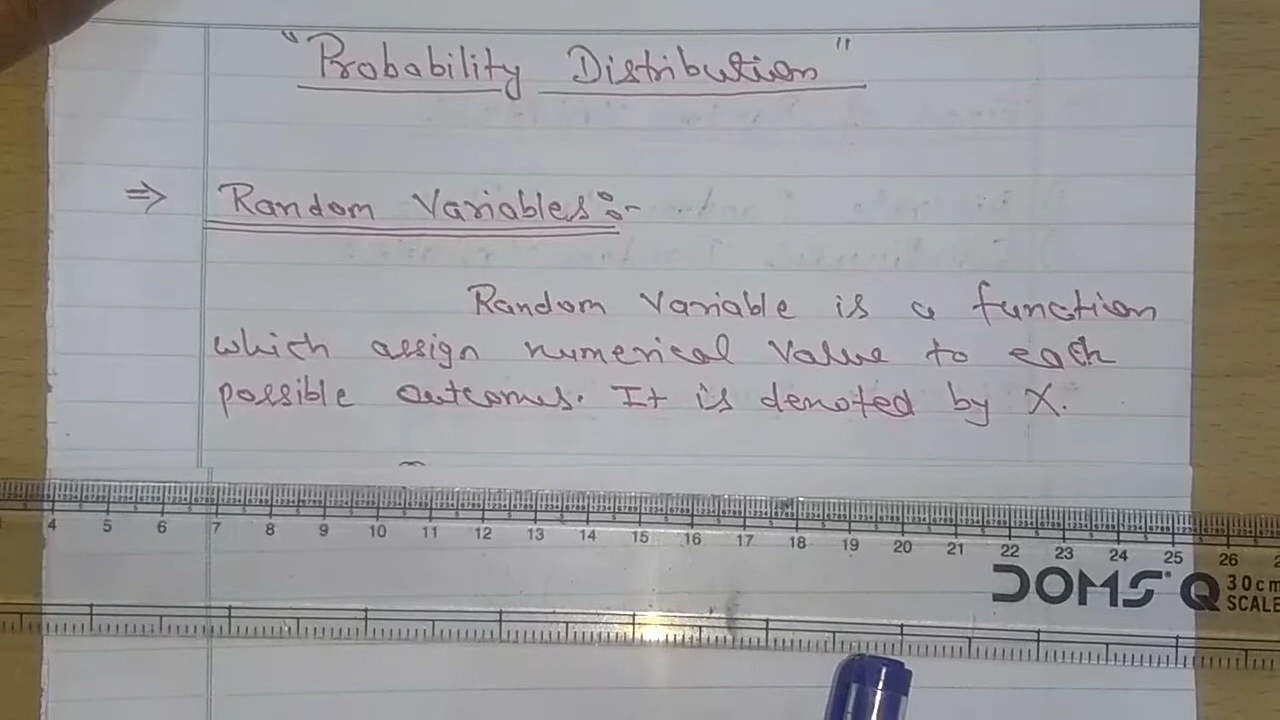 "Probability Distribution"
⇒ Random Variables:-
Random Variable is a function
which assign numerical value to each
possible outcomes. It is denoted by X.
4 5 6 7 8 9 10 11 12 13 14 15 16 17 18 19 20 21 22 23 24 25 26
DOMS Q 30cm
SCALE